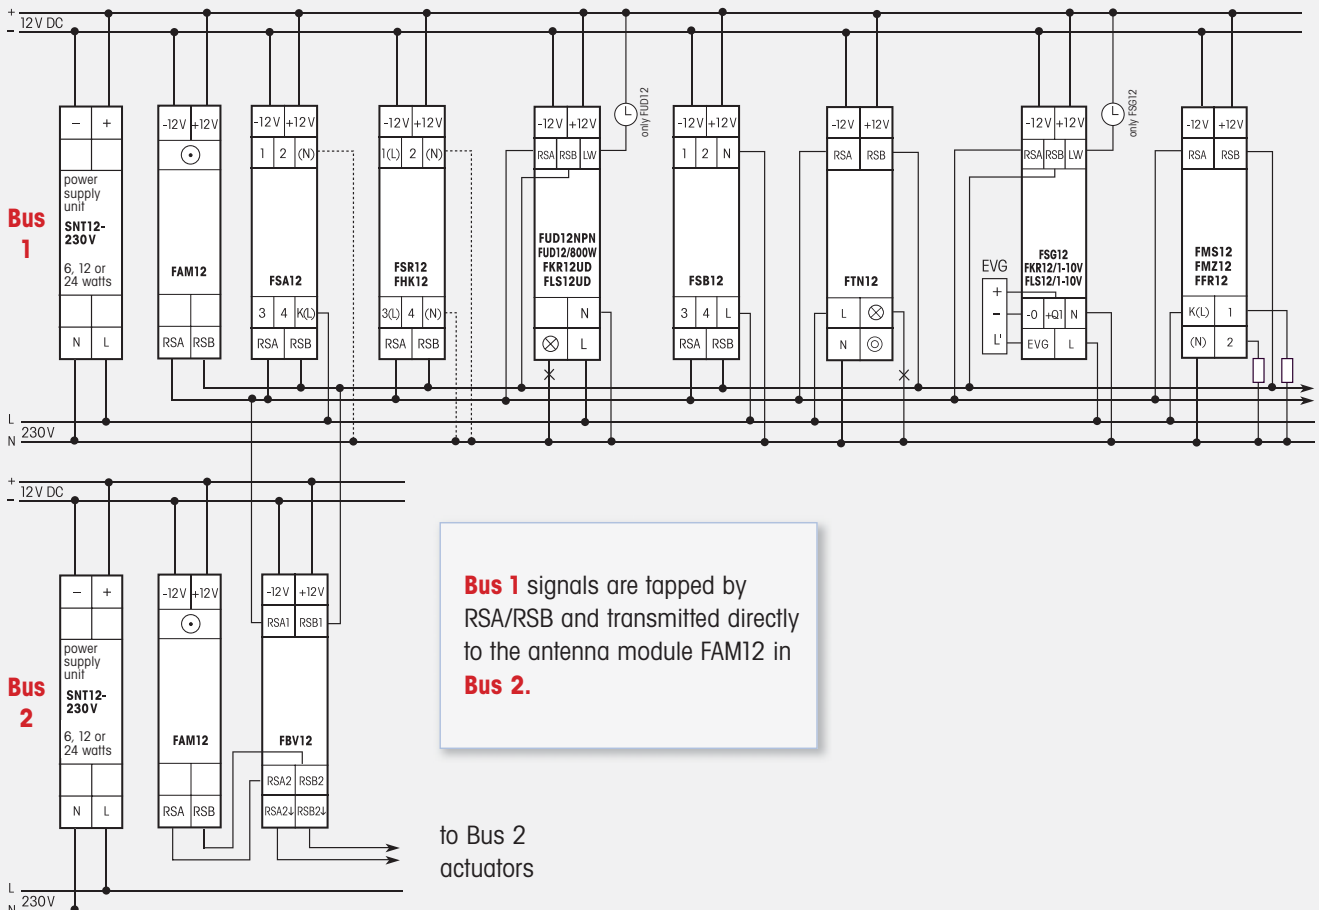 +
12V DC
−
− +
-12V +12V
-12V +12V
-12V +12V
-12V +12V
only FUD12
-12V +12V
-12V +12V
-12V +12V
only FSG12
-12V +12V
1 2 (N)
1(L) 2 (N)
RSA RSB LW
1 2 N
RSA RSB
RSA RSB LW
RSA RSB
Bus
1
power
supply
unit
SNT12-
230V
6, 12 or
24 watts
FAM12
FSA12
FSR12
FHK12
FUD12NPN
FUD12/800W
FKR12UD
FLS12UD
FSB12
FTN12
EVG
+
−
L'
FSG12
FKR12/1-10V
FLS12/1-10V
FMS12
FMZ12
FFR12
3 4 K(L)
3(L) 4 (N)
N
3 4 L
L
-0 +Q1 N
K(L) 1
N L
RSA RSB
RSA RSB
RSA RSB
L
RSA RSB
N
EVG L
(N) 2
L
230V
N
+
12V DC
−
− +
-12V +12V
-12V +12V
RSA1 RSB1
Bus
2
power
supply
unit
SNT12-
230V
6, 12 or
24 watts
FAM12
FBV12
RSA2 RSB2
N L
RSA RSB
RSA2↓ RSB2↓
Bus 1 signals are tapped by
RSA/RSB and transmitted directly
to the antenna module FAM12 in
Bus 2.
to Bus 2
actuators
L
230V
N